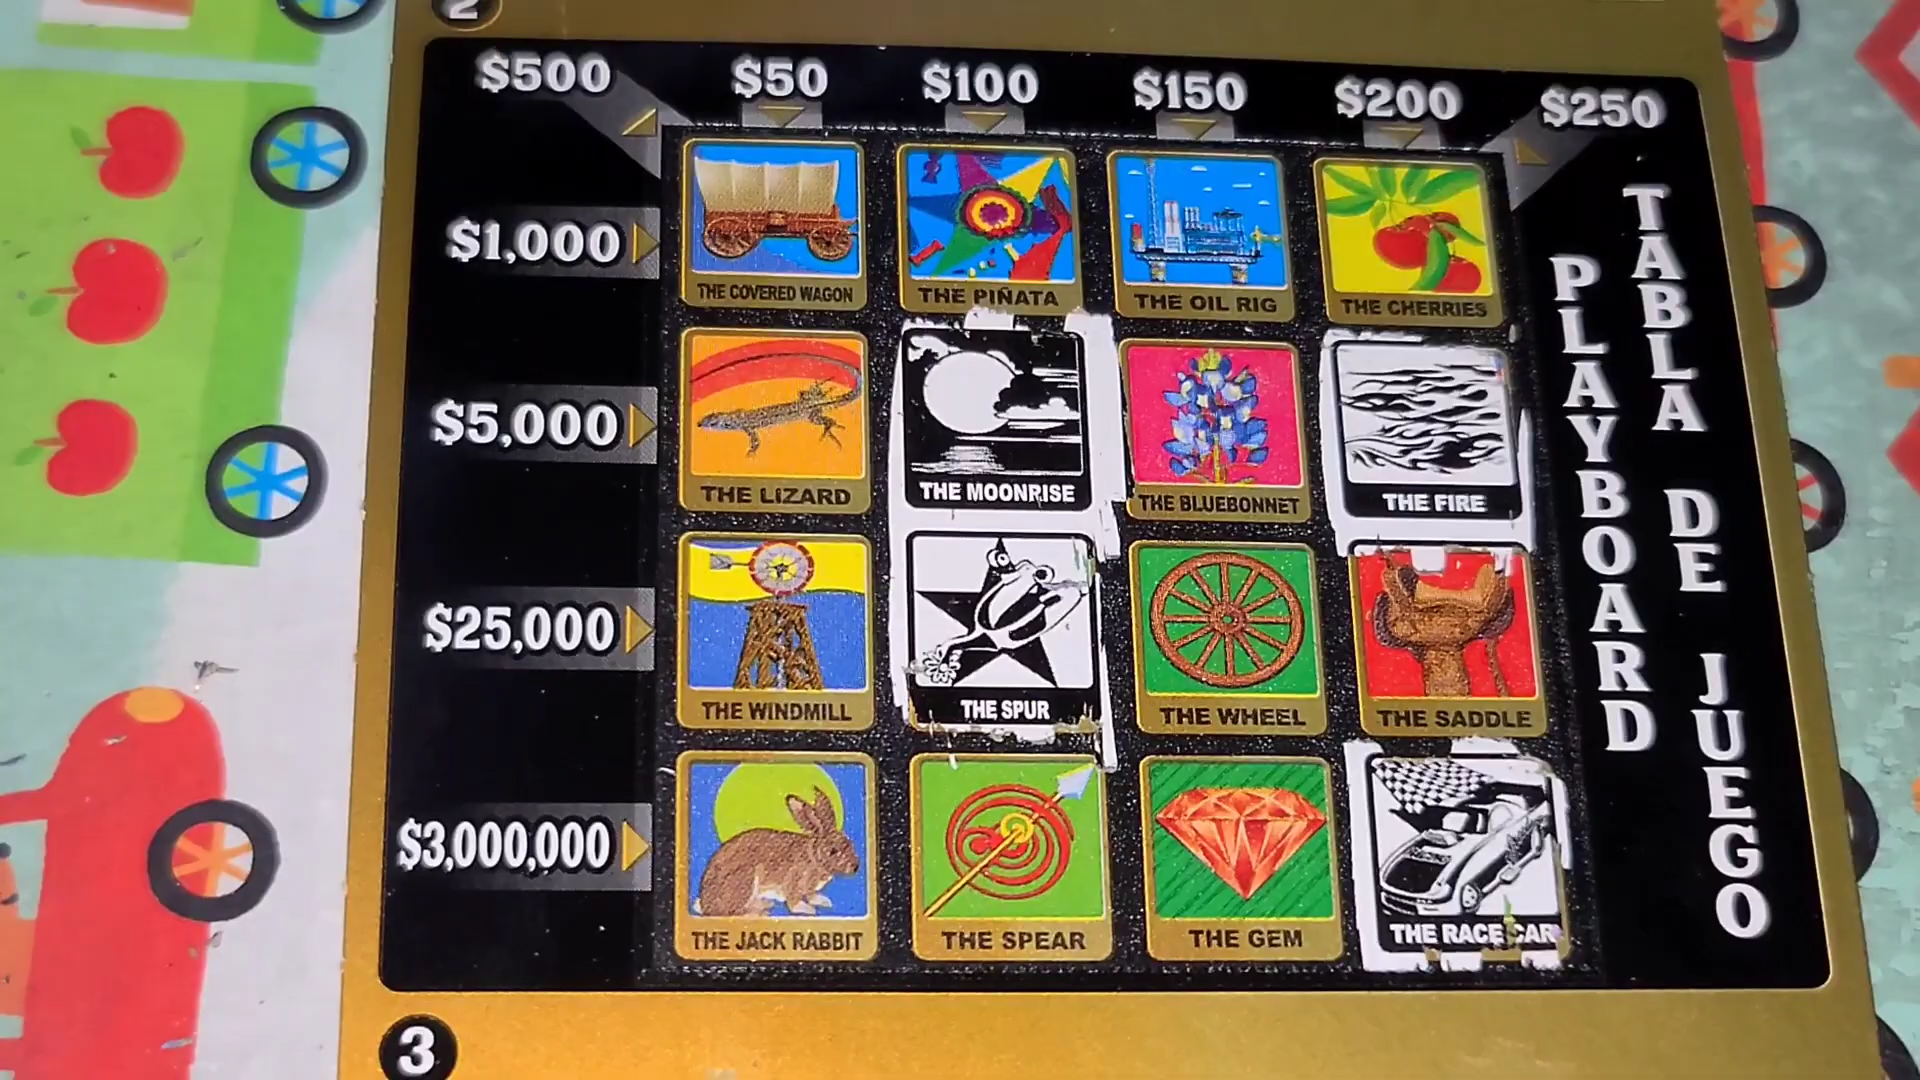 2
$500 $50 $100 $150 $200 $250
$1,000
THE COVERED WAGON THE PIÑATA THE OIL RIG THE CHERRIES
$5,000
THE LIZARD THE MOONRISE THE BLUEBONNET THE FIRE
$25,000
THE WINDMILL THE SPUR THE WHEEL THE SADDLE
$3,000,000
THE JACK RABBIT THE SPEAR THE GEM THE RACE CAR
PLAYBOARD
TABLA DE JUEGO
3